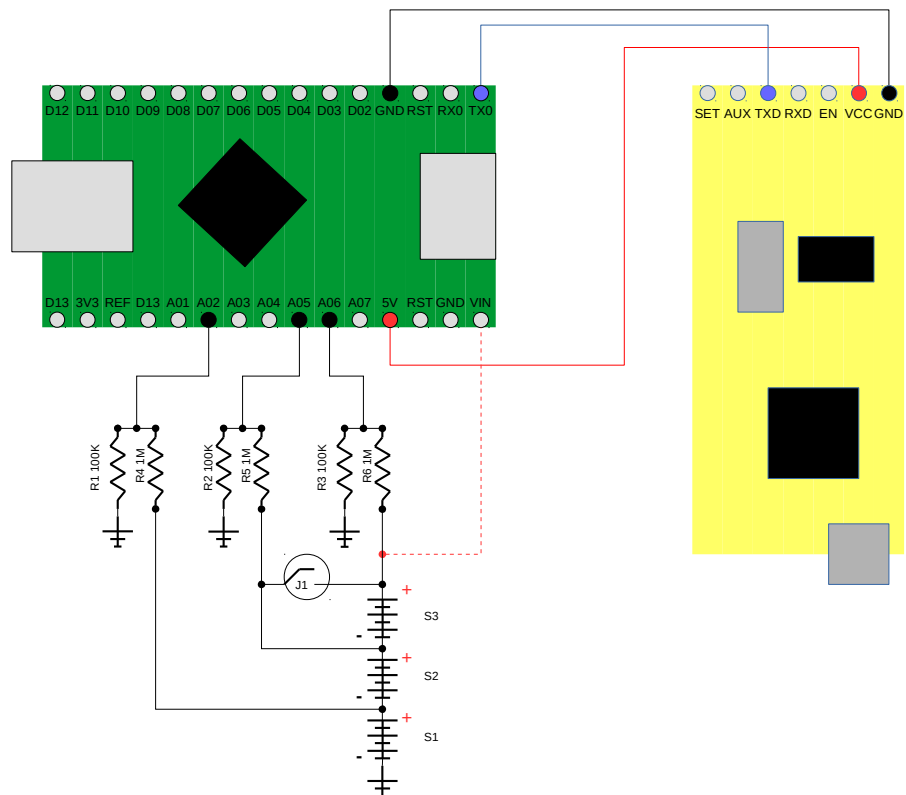 D12 D11 D10 D09 D08 D07 D06 D05 D04 D03 D02 GND RST RX0 TX0
SET AUX TXD RXD EN VCC GND
D13 3V3 REF D13 A01 A02 A03 A04 A05 A06 A07 5V RST GND VIN
R1 100K
R4 1M
R2 100K
R5 1M
R3 100K
R6 1M
J1
+
S3
-
+
S2
-
+
S1
-